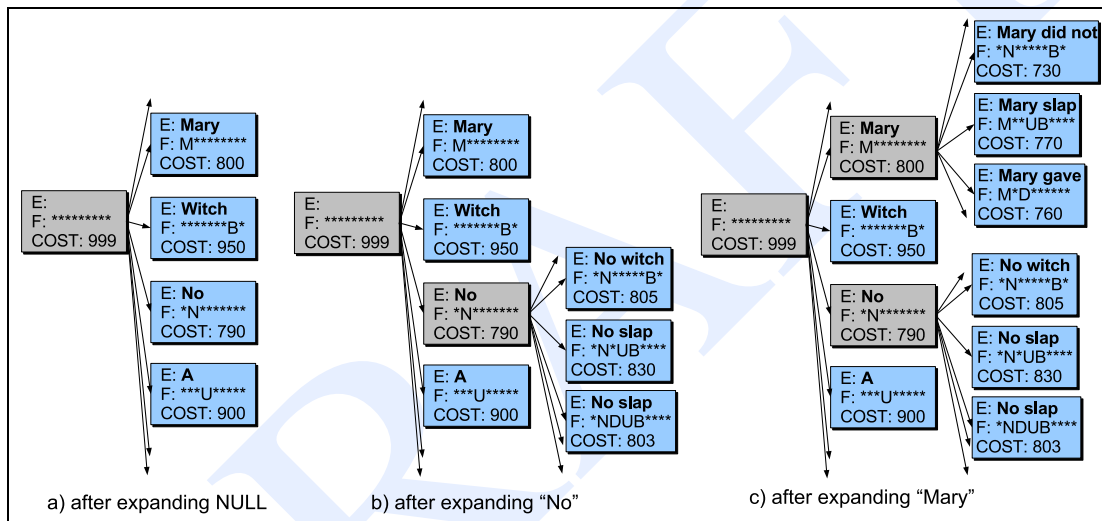 E:
F: *********
COST: 999
E: Mary
F: M********
COST: 800
E: Witch
F: *******B*
COST: 950
E: No
F: *N*******
COST: 790
E: A
F: ***U*****
COST: 900
a) after expanding NULL
E:
F: *********
COST: 999
E: Mary
F: M********
COST: 800
E: Witch
F: *******B*
COST: 950
E: No
F: *N*******
COST: 790
E: A
F: ***U*****
COST: 900
E: No witch
F: *N*****B*
COST: 805
E: No slap
F: *N*UB****
COST: 830
E: No slap
F: *NDUB****
COST: 803
b) after expanding “No”
E:
F: *********
COST: 999
E: Mary
F: M********
COST: 800
E: Witch
F: *******B*
COST: 950
E: No
F: *N*******
COST: 790
E: A
F: ***U*****
COST: 900
E: Mary did not
F: *N*****B*
COST: 730
E: Mary slap
F: M**UB****
COST: 770
E: Mary gave
F: M*D******
COST: 760
E: No witch
F: *N*****B*
COST: 805
E: No slap
F: *N*UB****
COST: 830
E: No slap
F: *NDUB****
COST: 803
c) after expanding “Mary”